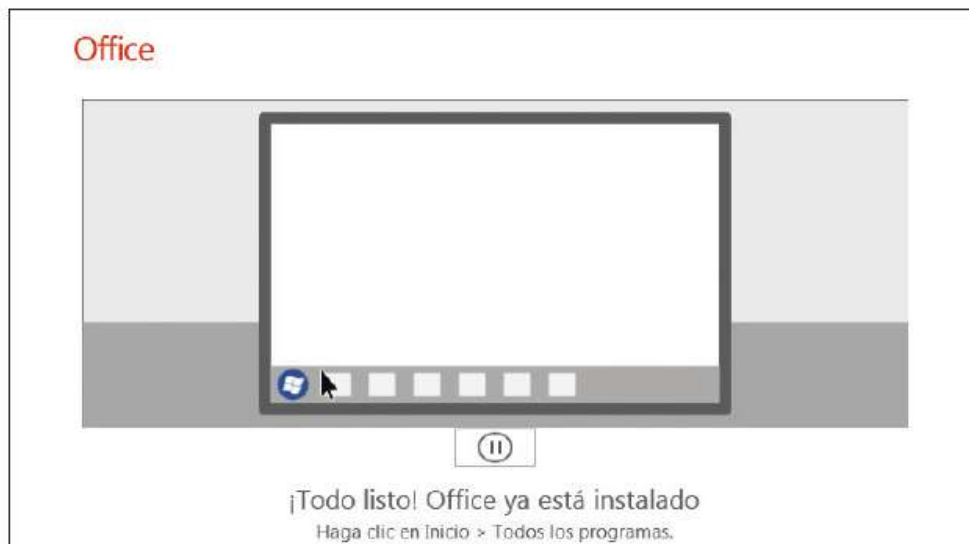 Office
¡Todo listo! Office ya está instalado
Haga clic en Inicio > Todos los programas.